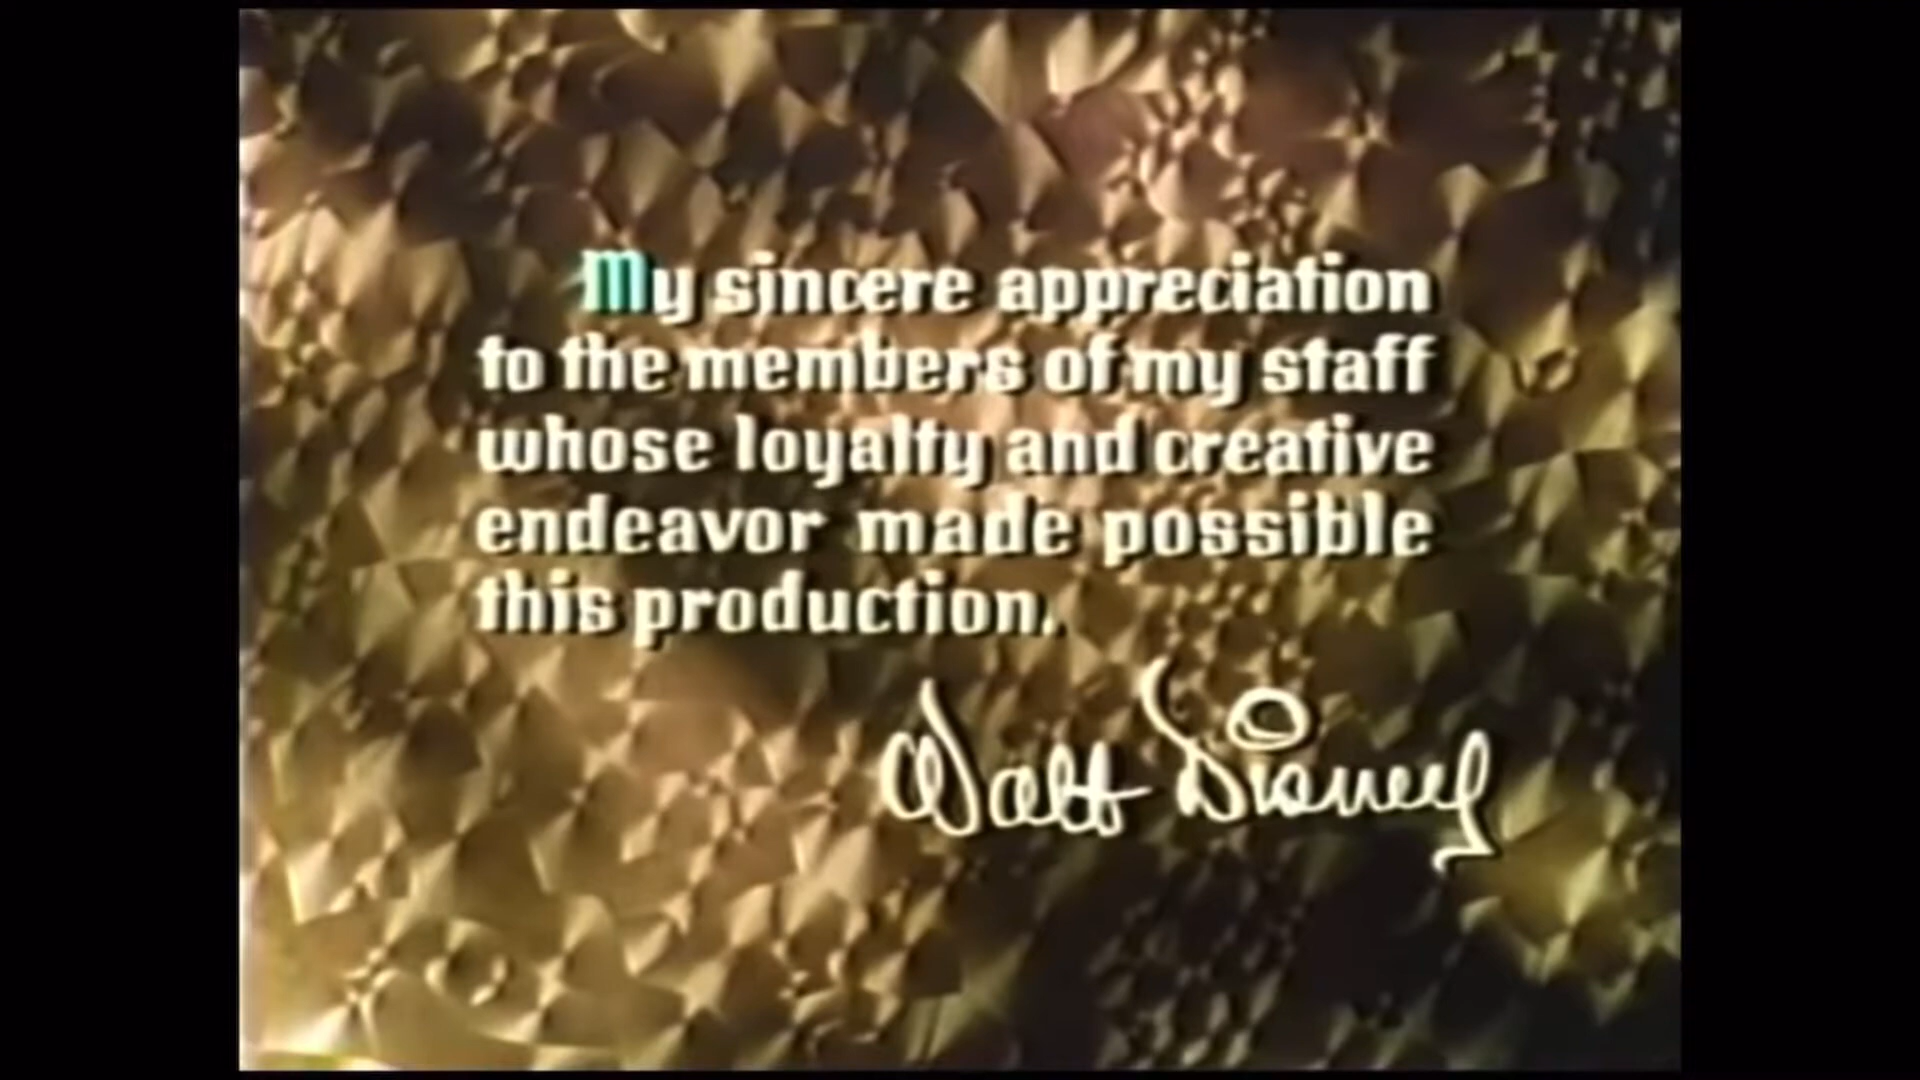 My sincere appreciation
to the members of my staff
whose loyalty and creative
endeavor made possible
this production.
Walt Disney